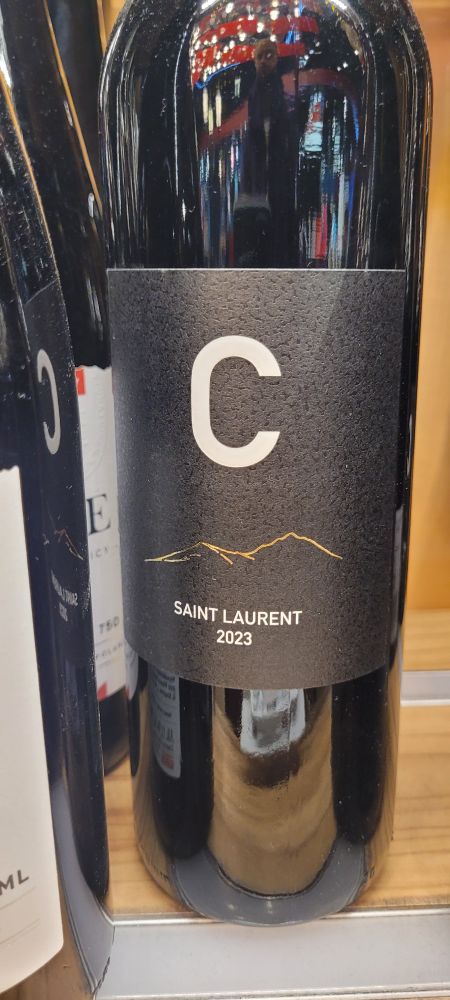 C
SAINT LAURENT
2023
E
750
ML